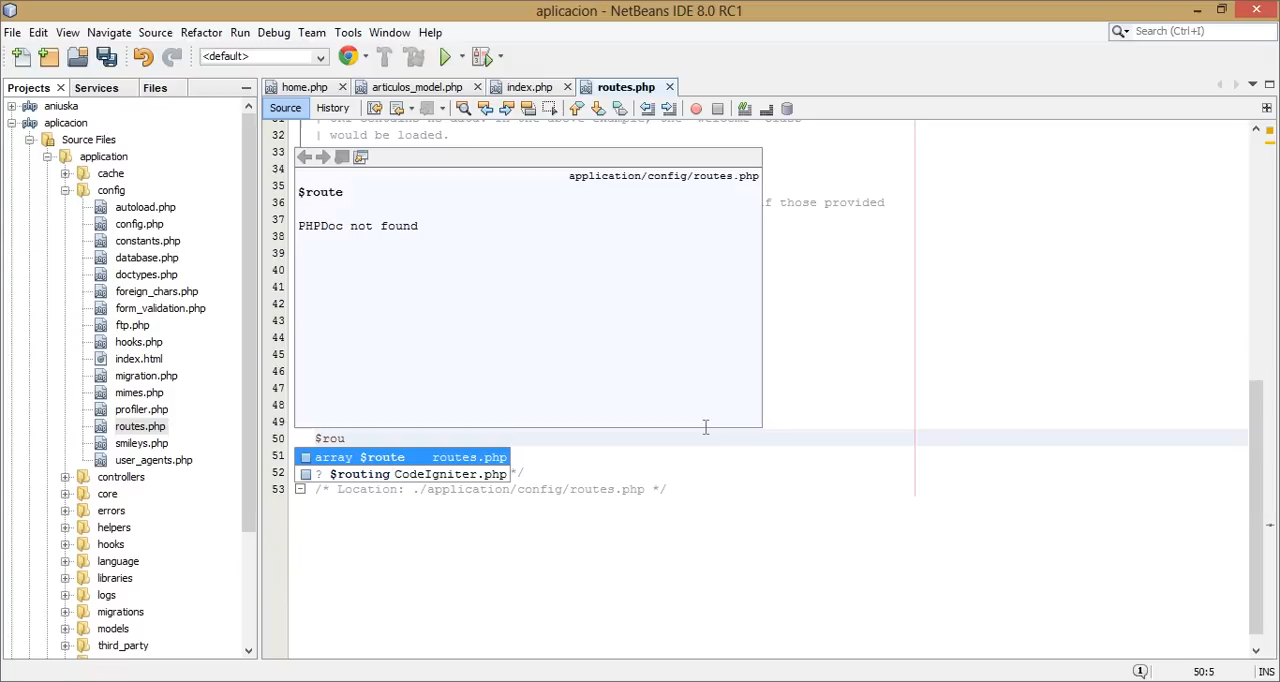 aplicacion - NetBeans IDE 8.0 RC1
File Edit View Navigate Source Refactor Run Debug Team Tools Window Help
Search (Ctrl+I)
<default>
Projects Services Files
home.php articulos_model.php index.php routes.php
Source History
aniuska
aplicacion
Source Files
application
cache
config
autoload.php
config.php
constants.php
database.php
doctypes.php
foreign_chars.php
form_validation.php
ftp.php
hooks.php
index.html
migration.php
mimes.php
profiler.php
routes.php
smileys.php
user_agents.php
controllers
core
errors
helpers
hooks
language
libraries
logs
migrations
models
third_party
32 | would be loaded.
33
34
35
36 f those provided
37
38
39
40
41
42
43
44
45
46
47
48
49
50 $rou
51
52 */
53 /* Location: ./application/config/routes.php */
application/config/routes.php
$route
PHPDoc not found
array $route routes.php
? $routing CodeIgniter.php
50:5 INS